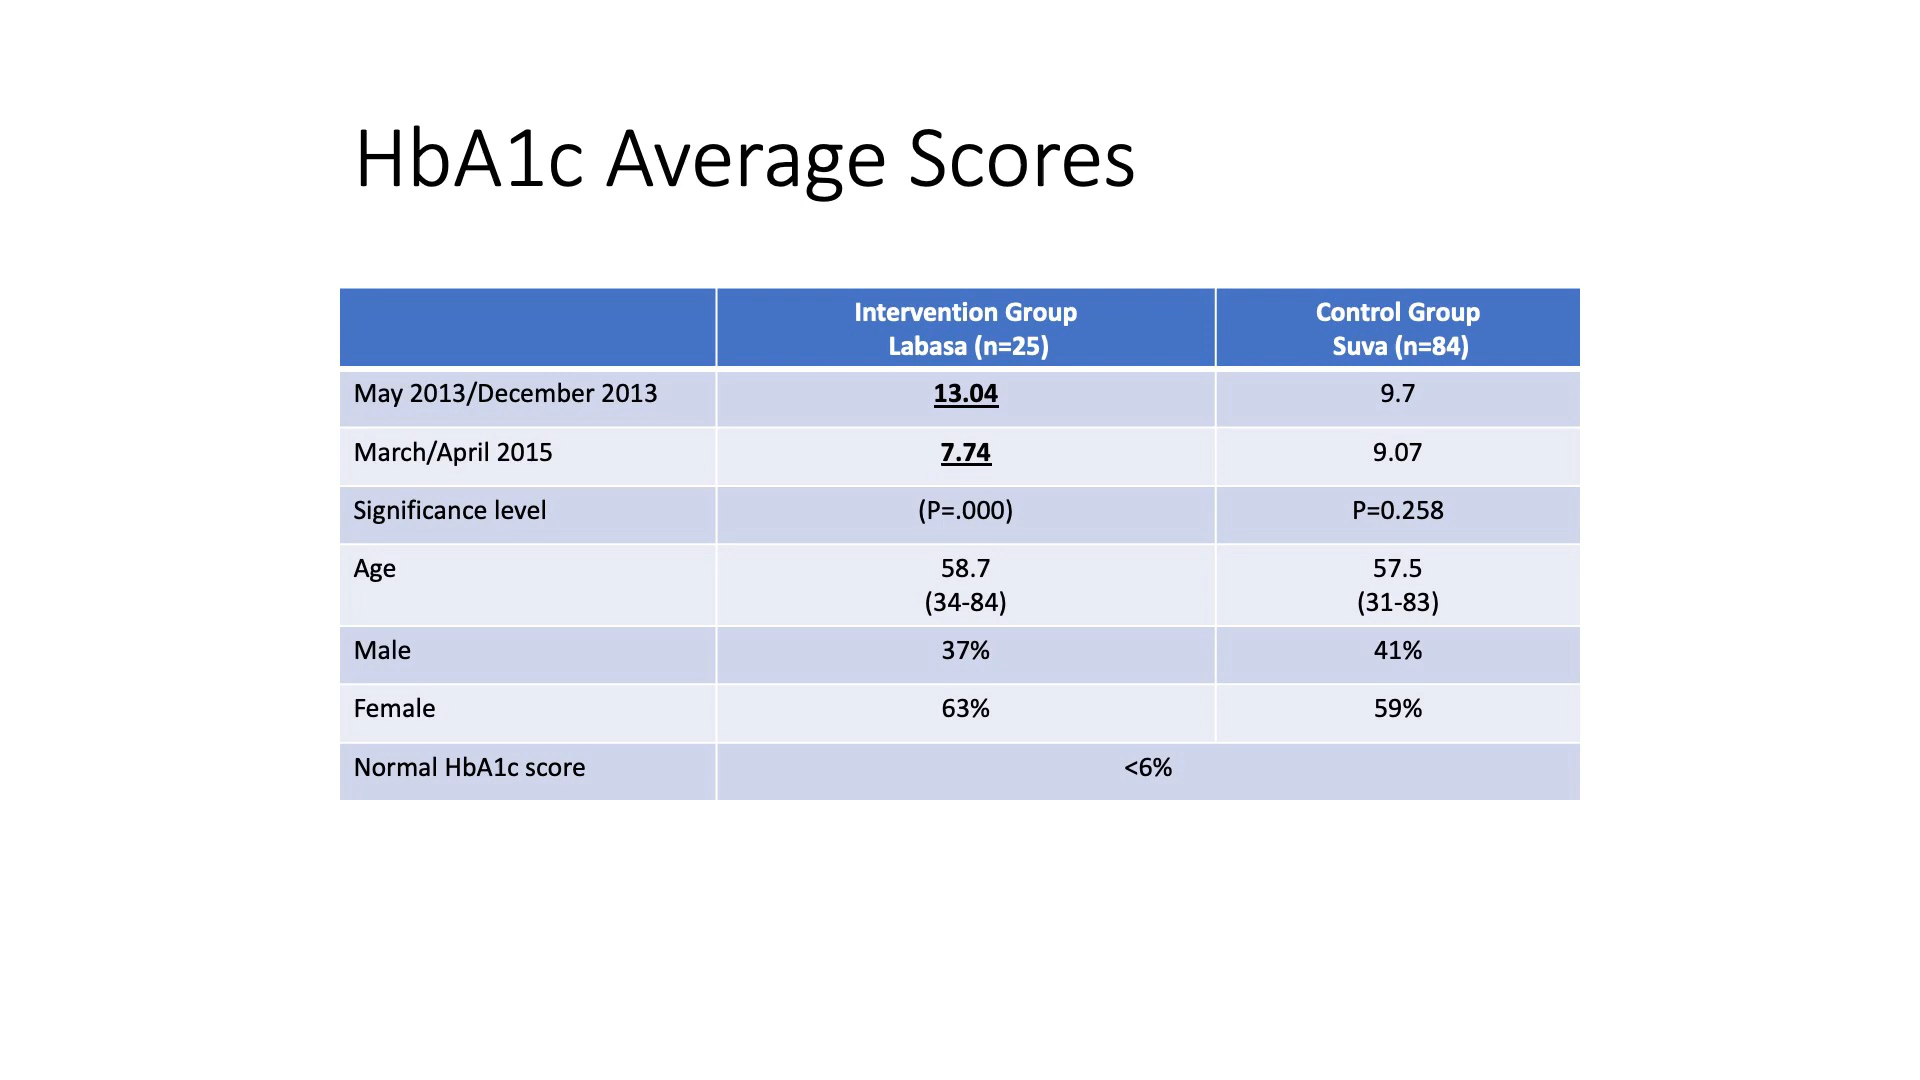 HbA1c Average Scores
Intervention Group Control Group
Labasa (n=25) Suva (n=84)
May 2013/December 2013 13.04 9.7
March/April 2015 7.74 9.07
Significance level (P=.000) P=0.258
Age 58.7 57.5
(34-84) (31-83)
Male 37% 41%
Female 63% 59%
Normal HbA1c score <6%